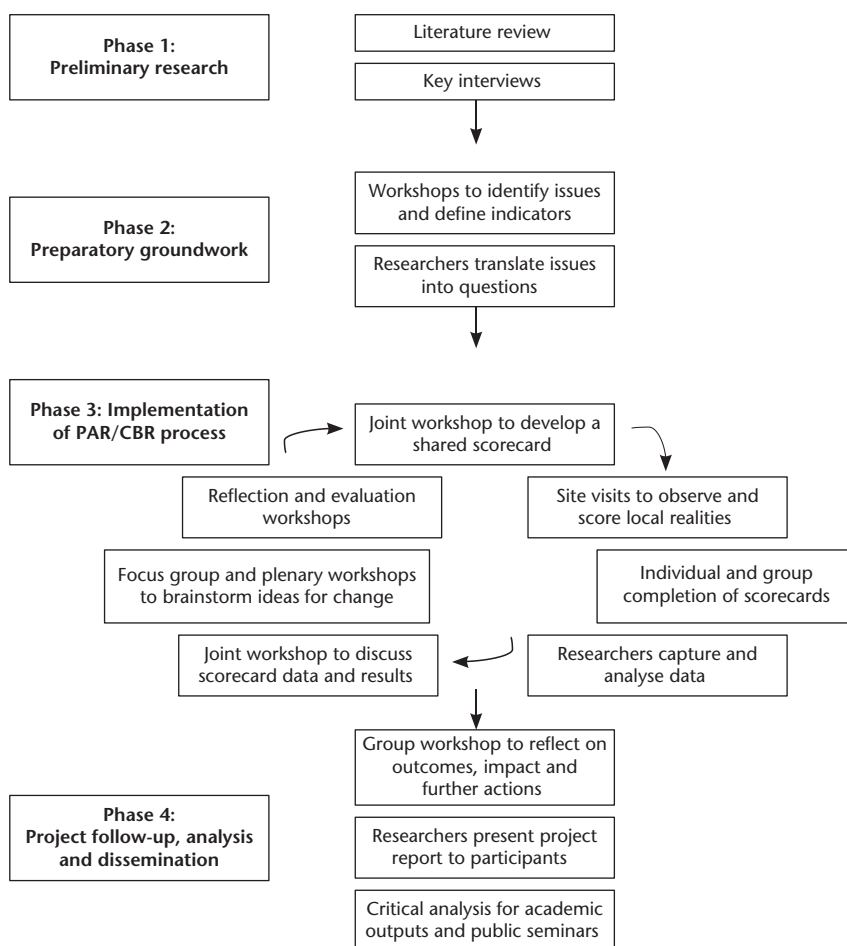 Phase 1:
Preliminary research
Literature review
Key interviews
Phase 2:
Preparatory groundwork
Workshops to identify issues
and define indicators
Researchers translate issues
into questions
Phase 3: Implementation
of PAR/CBR process
Joint workshop to develop a
shared scorecard
Site visits to observe and
score local realities
Individual and group
completion of scorecards
Researchers capture and
analyse data
Joint workshop to discuss
scorecard data and results
Focus group and plenary workshops
to brainstorm ideas for change
Reflection and evaluation
workshops
Phase 4:
Project follow-up, analysis
and dissemination
Group workshop to reflect on
outcomes, impact and
further actions
Researchers present project
report to participants
Critical analysis for academic
outputs and public seminars